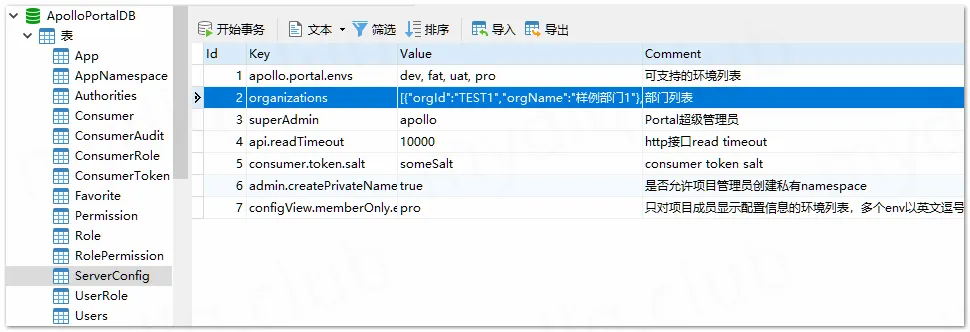 ApolloPortalDB
表
App
AppNamespace
Authorities
Consumer
ConsumerAudit
ConsumerRole
ConsumerToken
Favorite
Permission
Role
RolePermission
ServerConfig
UserRole
Users
开始事务 文本 筛选 排序 导入 导出
Id Key Value Comment
1 apollo.portal.envs dev, fat, uat, pro 可支持的环境列表
2 organizations [{"orgId":"TEST1","orgName":"样例部门1"}, 部门列表
3 superAdmin apollo Portal超级管理员
4 api.readTimeout 10000 http接口read timeout
5 consumer.token.salt someSalt consumer token salt
6 admin.createPrivateName true 是否允许项目管理员创建私有namespace
7 configView.memberOnly.e pro 只对项目成员显示配置信息的环境列表，多个env以英文逗号